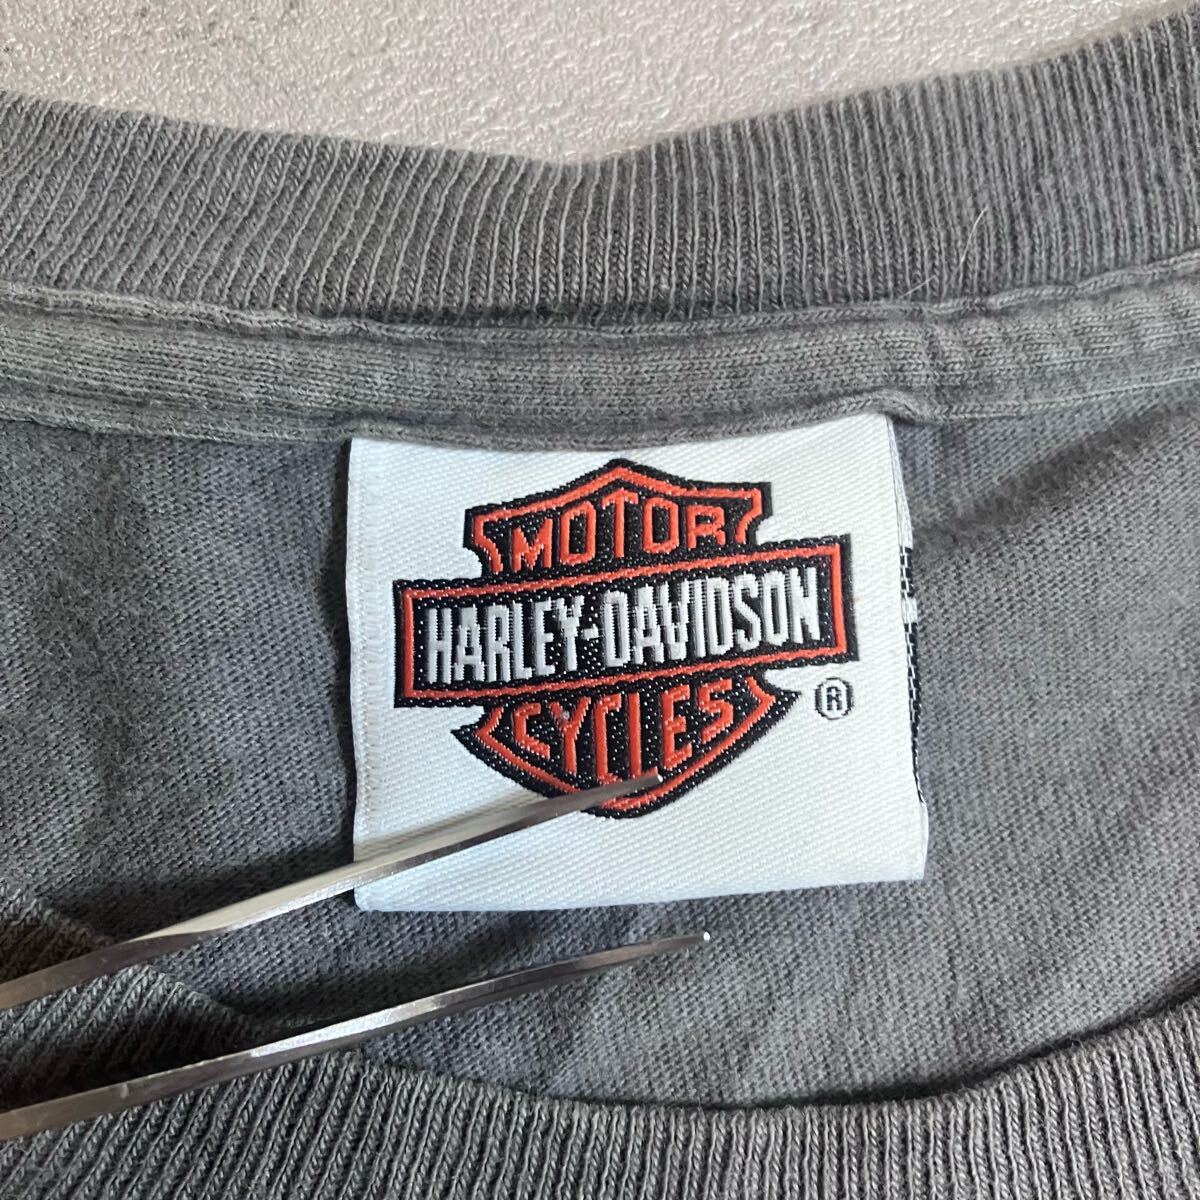 MOTOR
HARLEY-DAVIDSON
CYCLES
®